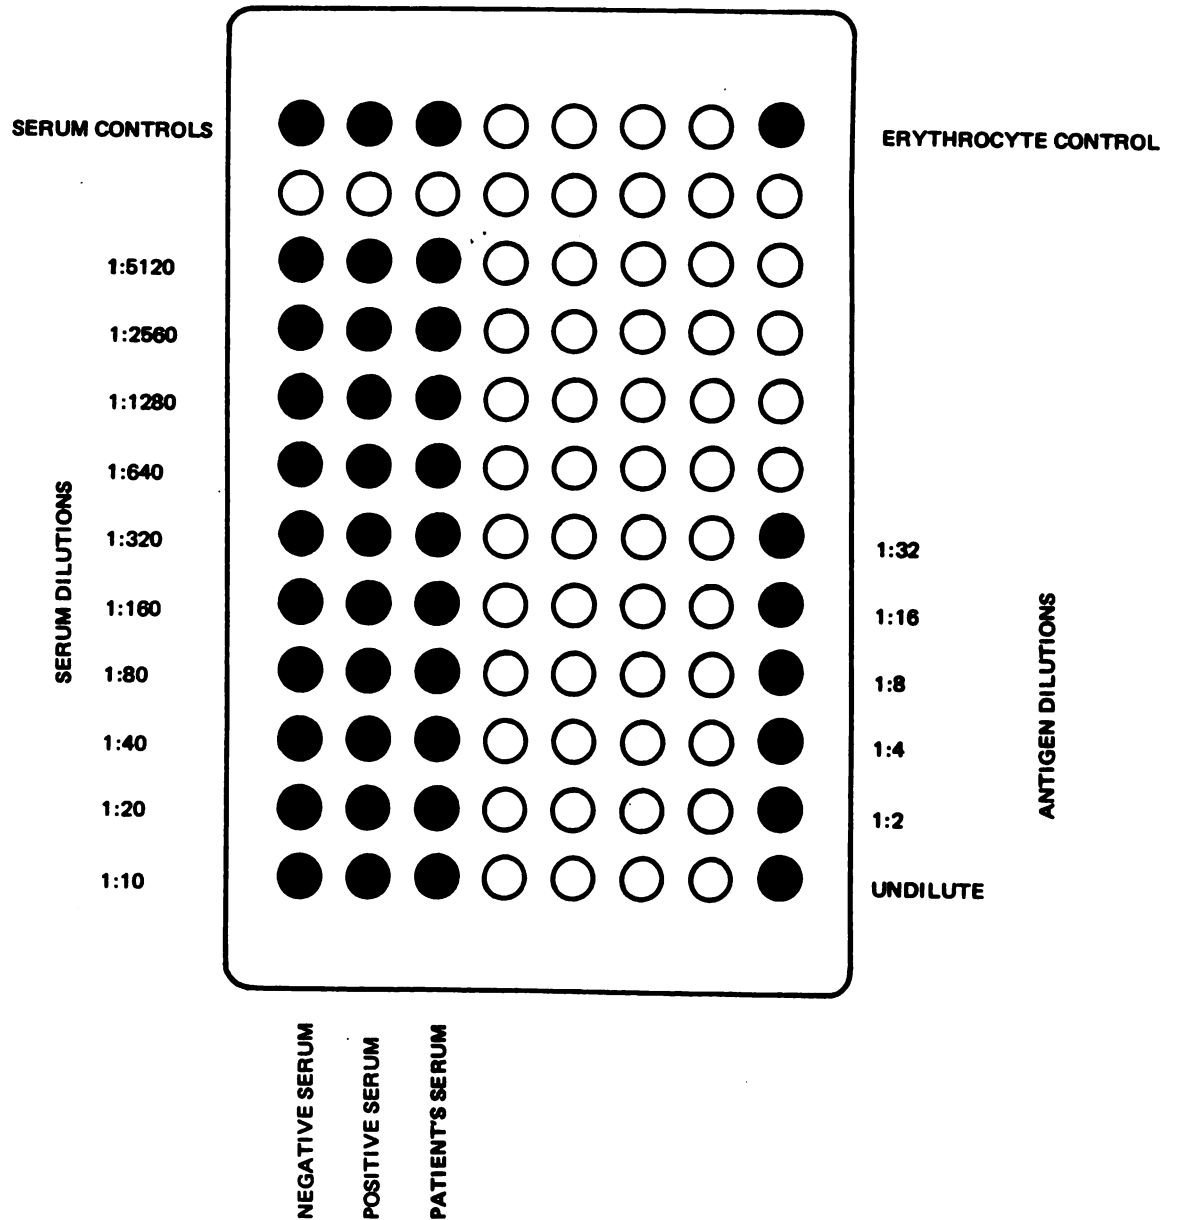 SERUM CONTROLS
ERYTHROCYTE CONTROL
1:5120
1:2560
1:1280
1:640
1:320
1:160
1:80
1:40
1:20
1:10
SERUM DILUTIONS
1:32
1:16
1:8
1:4
1:2
UNDILUTE
ANTIGEN DILUTIONS
NEGATIVE SERUM
POSITIVE SERUM
PATIENT'S SERUM